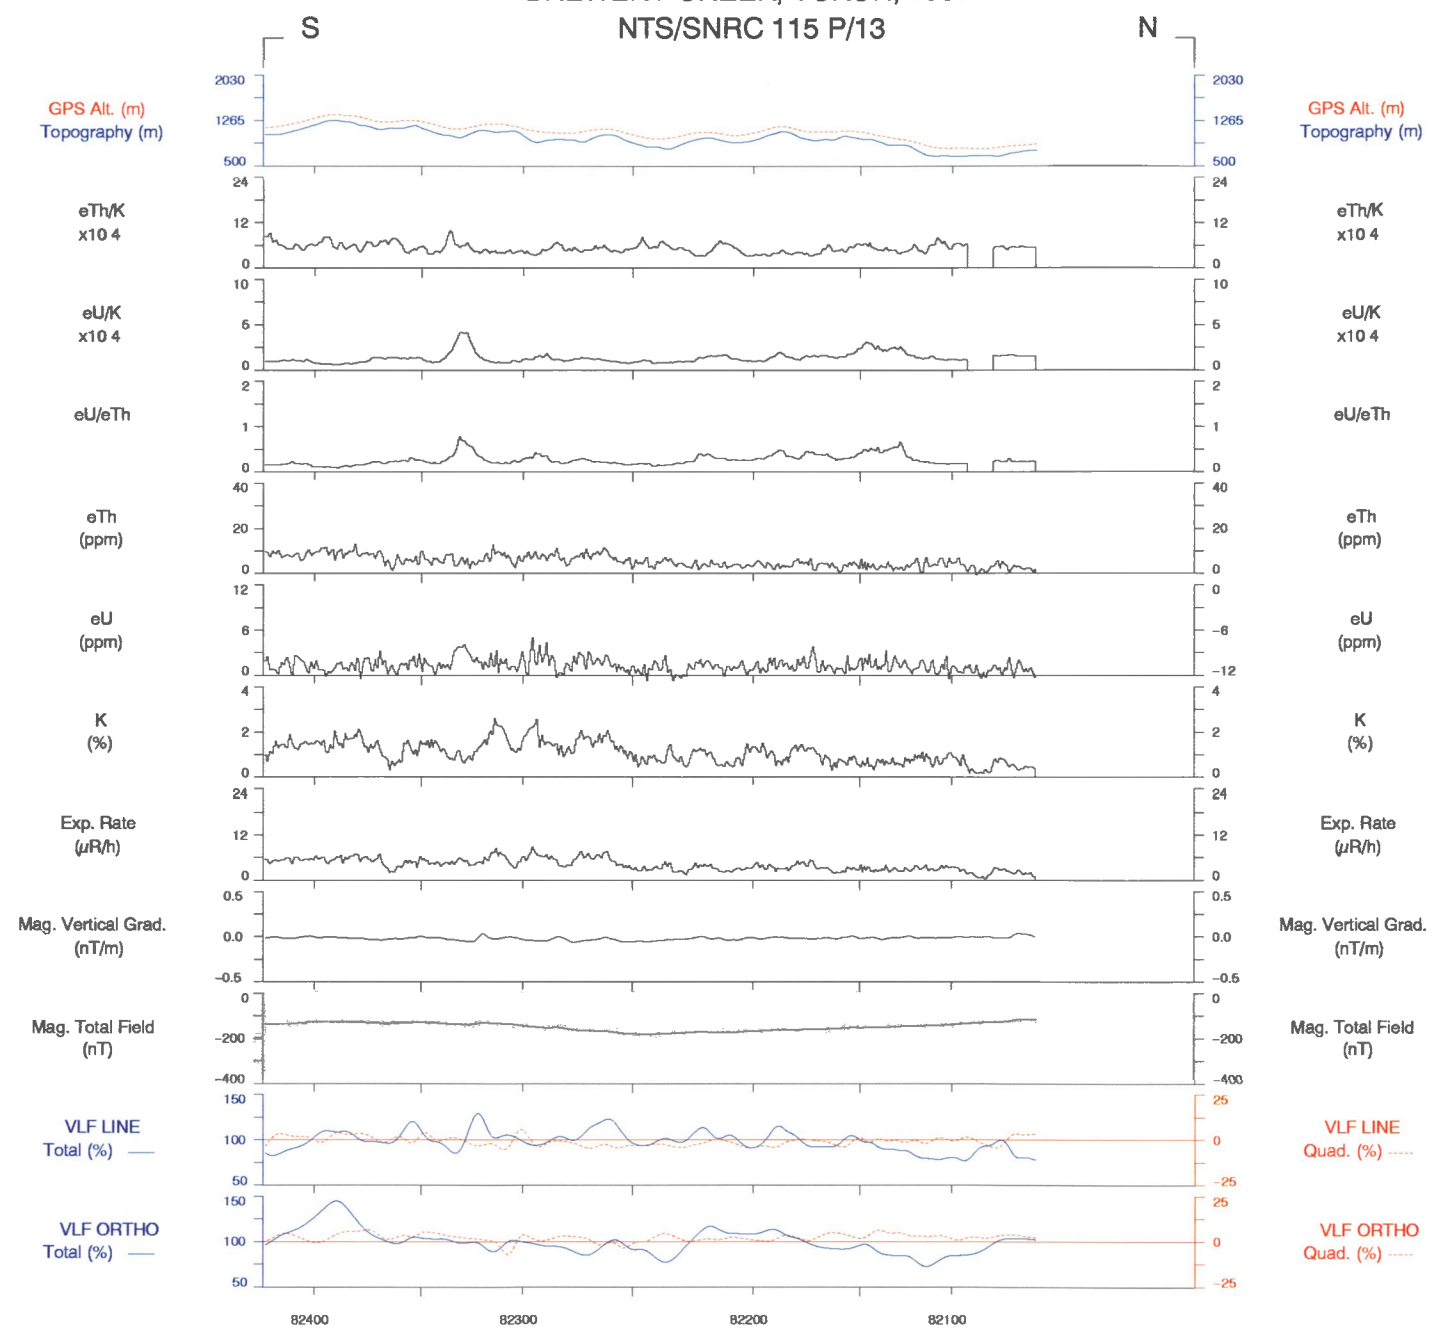 S NTS/SNRC 115 P/13 N
GPS Alt. (m)
Topography (m)
2030
1265
500
2030
1265
500
GPS Alt. (m)
Topography (m)
eTh/K
x10 4
24
12
0
24
12
0
eTh/K
x10 4
eU/K
x10 4
10
5
0
10
5
0
eU/K
x10 4
eU/eTh
2
1
0
2
1
0
eU/eTh
eTh
(ppm)
40
20
0
40
20
0
eTh
(ppm)
eU
(ppm)
12
6
0
0
-6
-12
eU
(ppm)
K
(%)
4
2
0
4
2
0
K
(%)
Exp. Rate
(µR/h)
24
12
0
24
12
0
Exp. Rate
(µR/h)
Mag. Vertical Grad.
(nT/m)
0.5
0.0
-0.5
0.5
0.0
-0.5
Mag. Vertical Grad.
(nT/m)
Mag. Total Field
(nT)
0
-200
-400
0
-200
-400
Mag. Total Field
(nT)
VLF LINE
Total (%)
150
100
50
25
0
-25
VLF LINE
Quad. (%)
VLF ORTHO
Total (%)
150
100
50
25
0
-25
VLF ORTHO
Quad. (%)
82400 82300 82200 82100